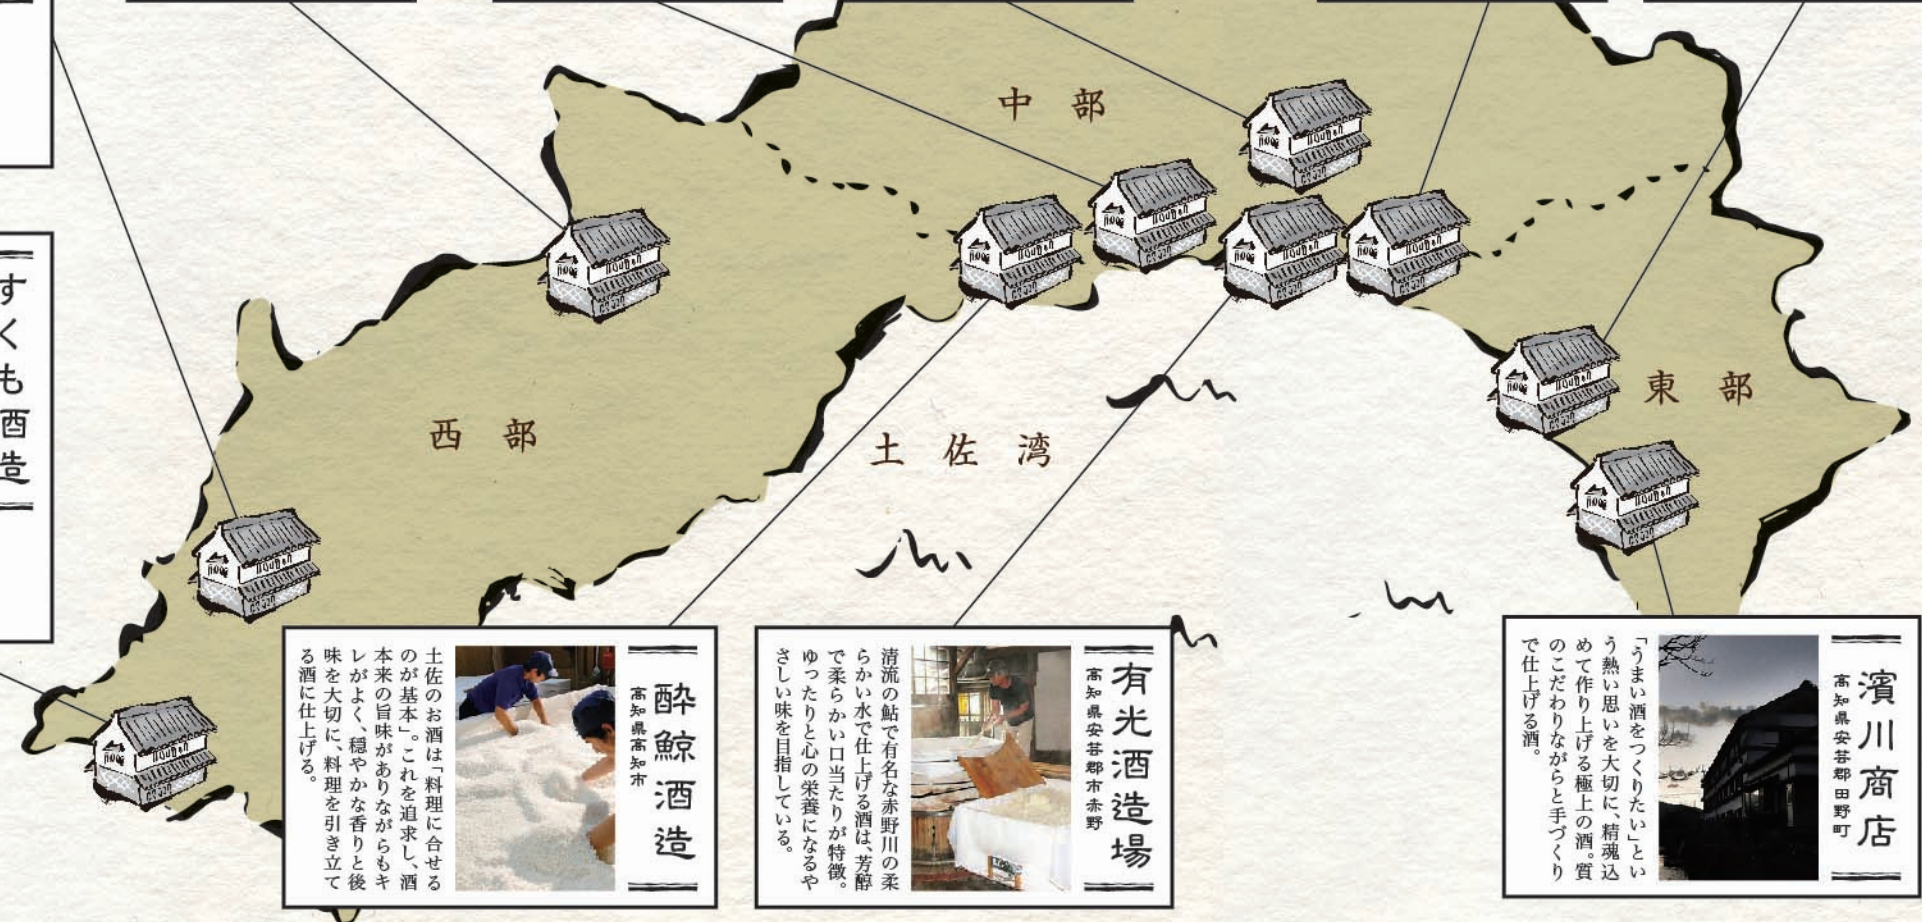 中部
西部
土佐湾
東部
すくも酒造
濱川商店
高知県安芸郡田野町
「うまい酒をつくりたい」とい
う熱い思いを大切に、精魂込
めて作り上げる極上の酒。質
のこだわりながらと手づくり
で仕上げる酒。
有光酒造場
高知県安芸郡市赤野
清流の鮎で有名な赤野川の柔
らかい水で仕上げる酒は、芳醇
で柔らかい口当たりが特徴。
ゆったりと心の栄養になるや
さしい味を目指している。
酔鯨酒造
高知県高知市
土佐のお酒は「料理に合せる
のが基本」。これを追求し、酒
本来の旨味がありながらもキ
レがよく、穏やかな香りと後
味を大切に、料理を引き立て
る酒に仕上げる。